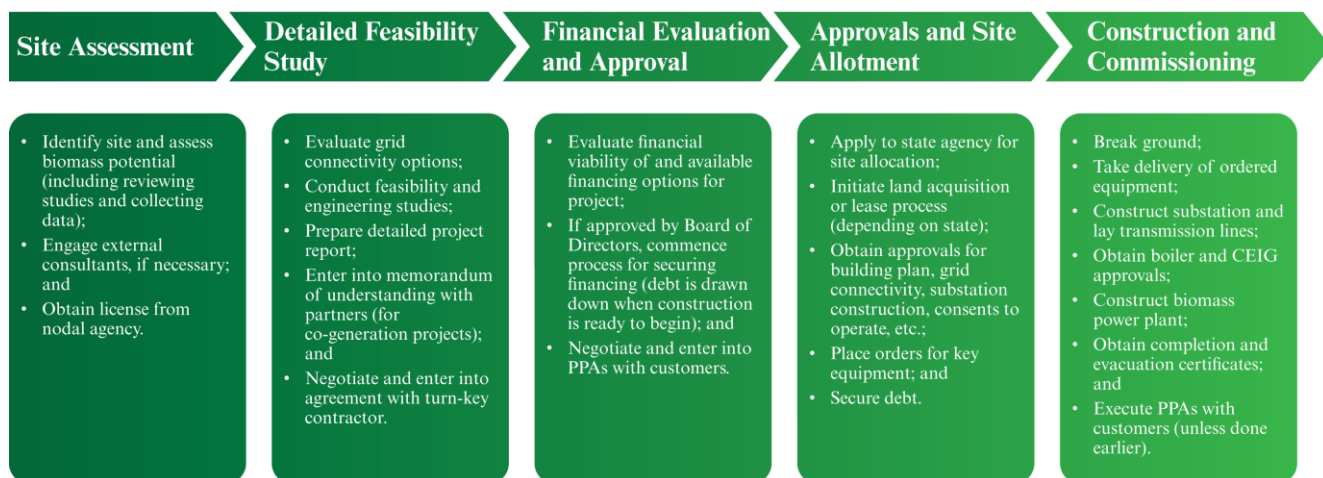 Site Assessment
Detailed Feasibility
Study
Financial Evaluation
and Approval
Approvals and Site
Allotment
Construction and
Commissioning
• Identify site and assess
biomass potential
(including reviewing
studies and collecting
data);
• Engage external
consultants, if necessary;
and
• Obtain license from
nodal agency.
• Evaluate grid
connectivity options;
• Conduct feasibility and
engineering studies;
• Prepare detailed project
report;
• Enter into memorandum
of understanding with
partners (for
co-generation projects);
and
• Negotiate and enter into
agreement with turn-key
contractor.
• Evaluate financial
viability of and available
financing options for
project;
• If approved by Board of
Directors, commence
process for securing
financing (debt is drawn
down when construction
is ready to begin); and
• Negotiate and enter into
PPAs with customers.
• Apply to state agency for
site allocation;
• Initiate land acquisition
or lease process
(depending on state);
• Obtain approvals for
building plan, grid
connectivity, substation
construction, consents to
operate, etc.;
• Place orders for key
equipment; and
• Secure debt.
• Break ground;
• Take delivery of ordered
equipment;
• Construct substation and
lay transmission lines;
• Obtain boiler and CEIG
approvals;
• Construct biomass
power plant;
• Obtain completion and
evacuation certificates;
and
• Execute PPAs with
customers (unless done
earlier).